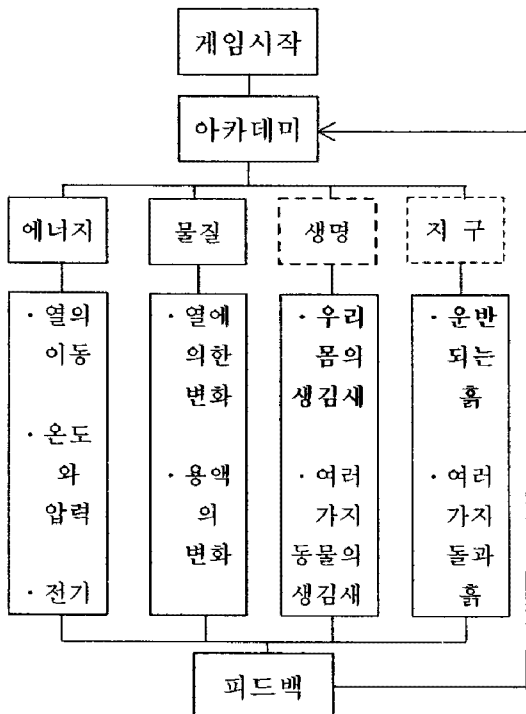 게임시작
아카데미
에너지
물질
생명
지 구
· 열의
이동
· 온도
와
압력
· 전기
· 열에
의한
변화
· 용액
의
변화
· 우리
몸의
생김새
· 여러
가지
동물의
생김새
· 운반
되는
흙
· 여러
가지
돌과
흙
피드백